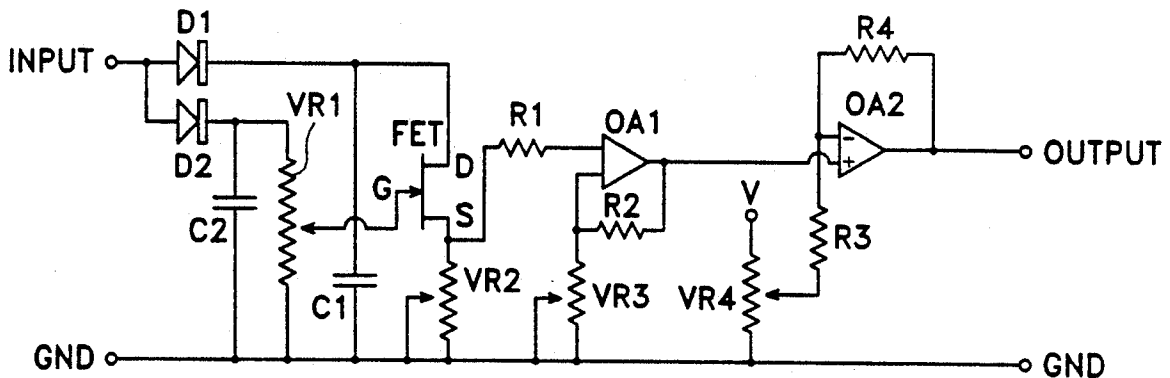 D1
R4
INPUT
VR1
OA2
D2
FET
R1
OA1
D
-
+
OUTPUT
G
S
V
C2
R2
R3
C1
VR2
VR3
VR4
GND
GND